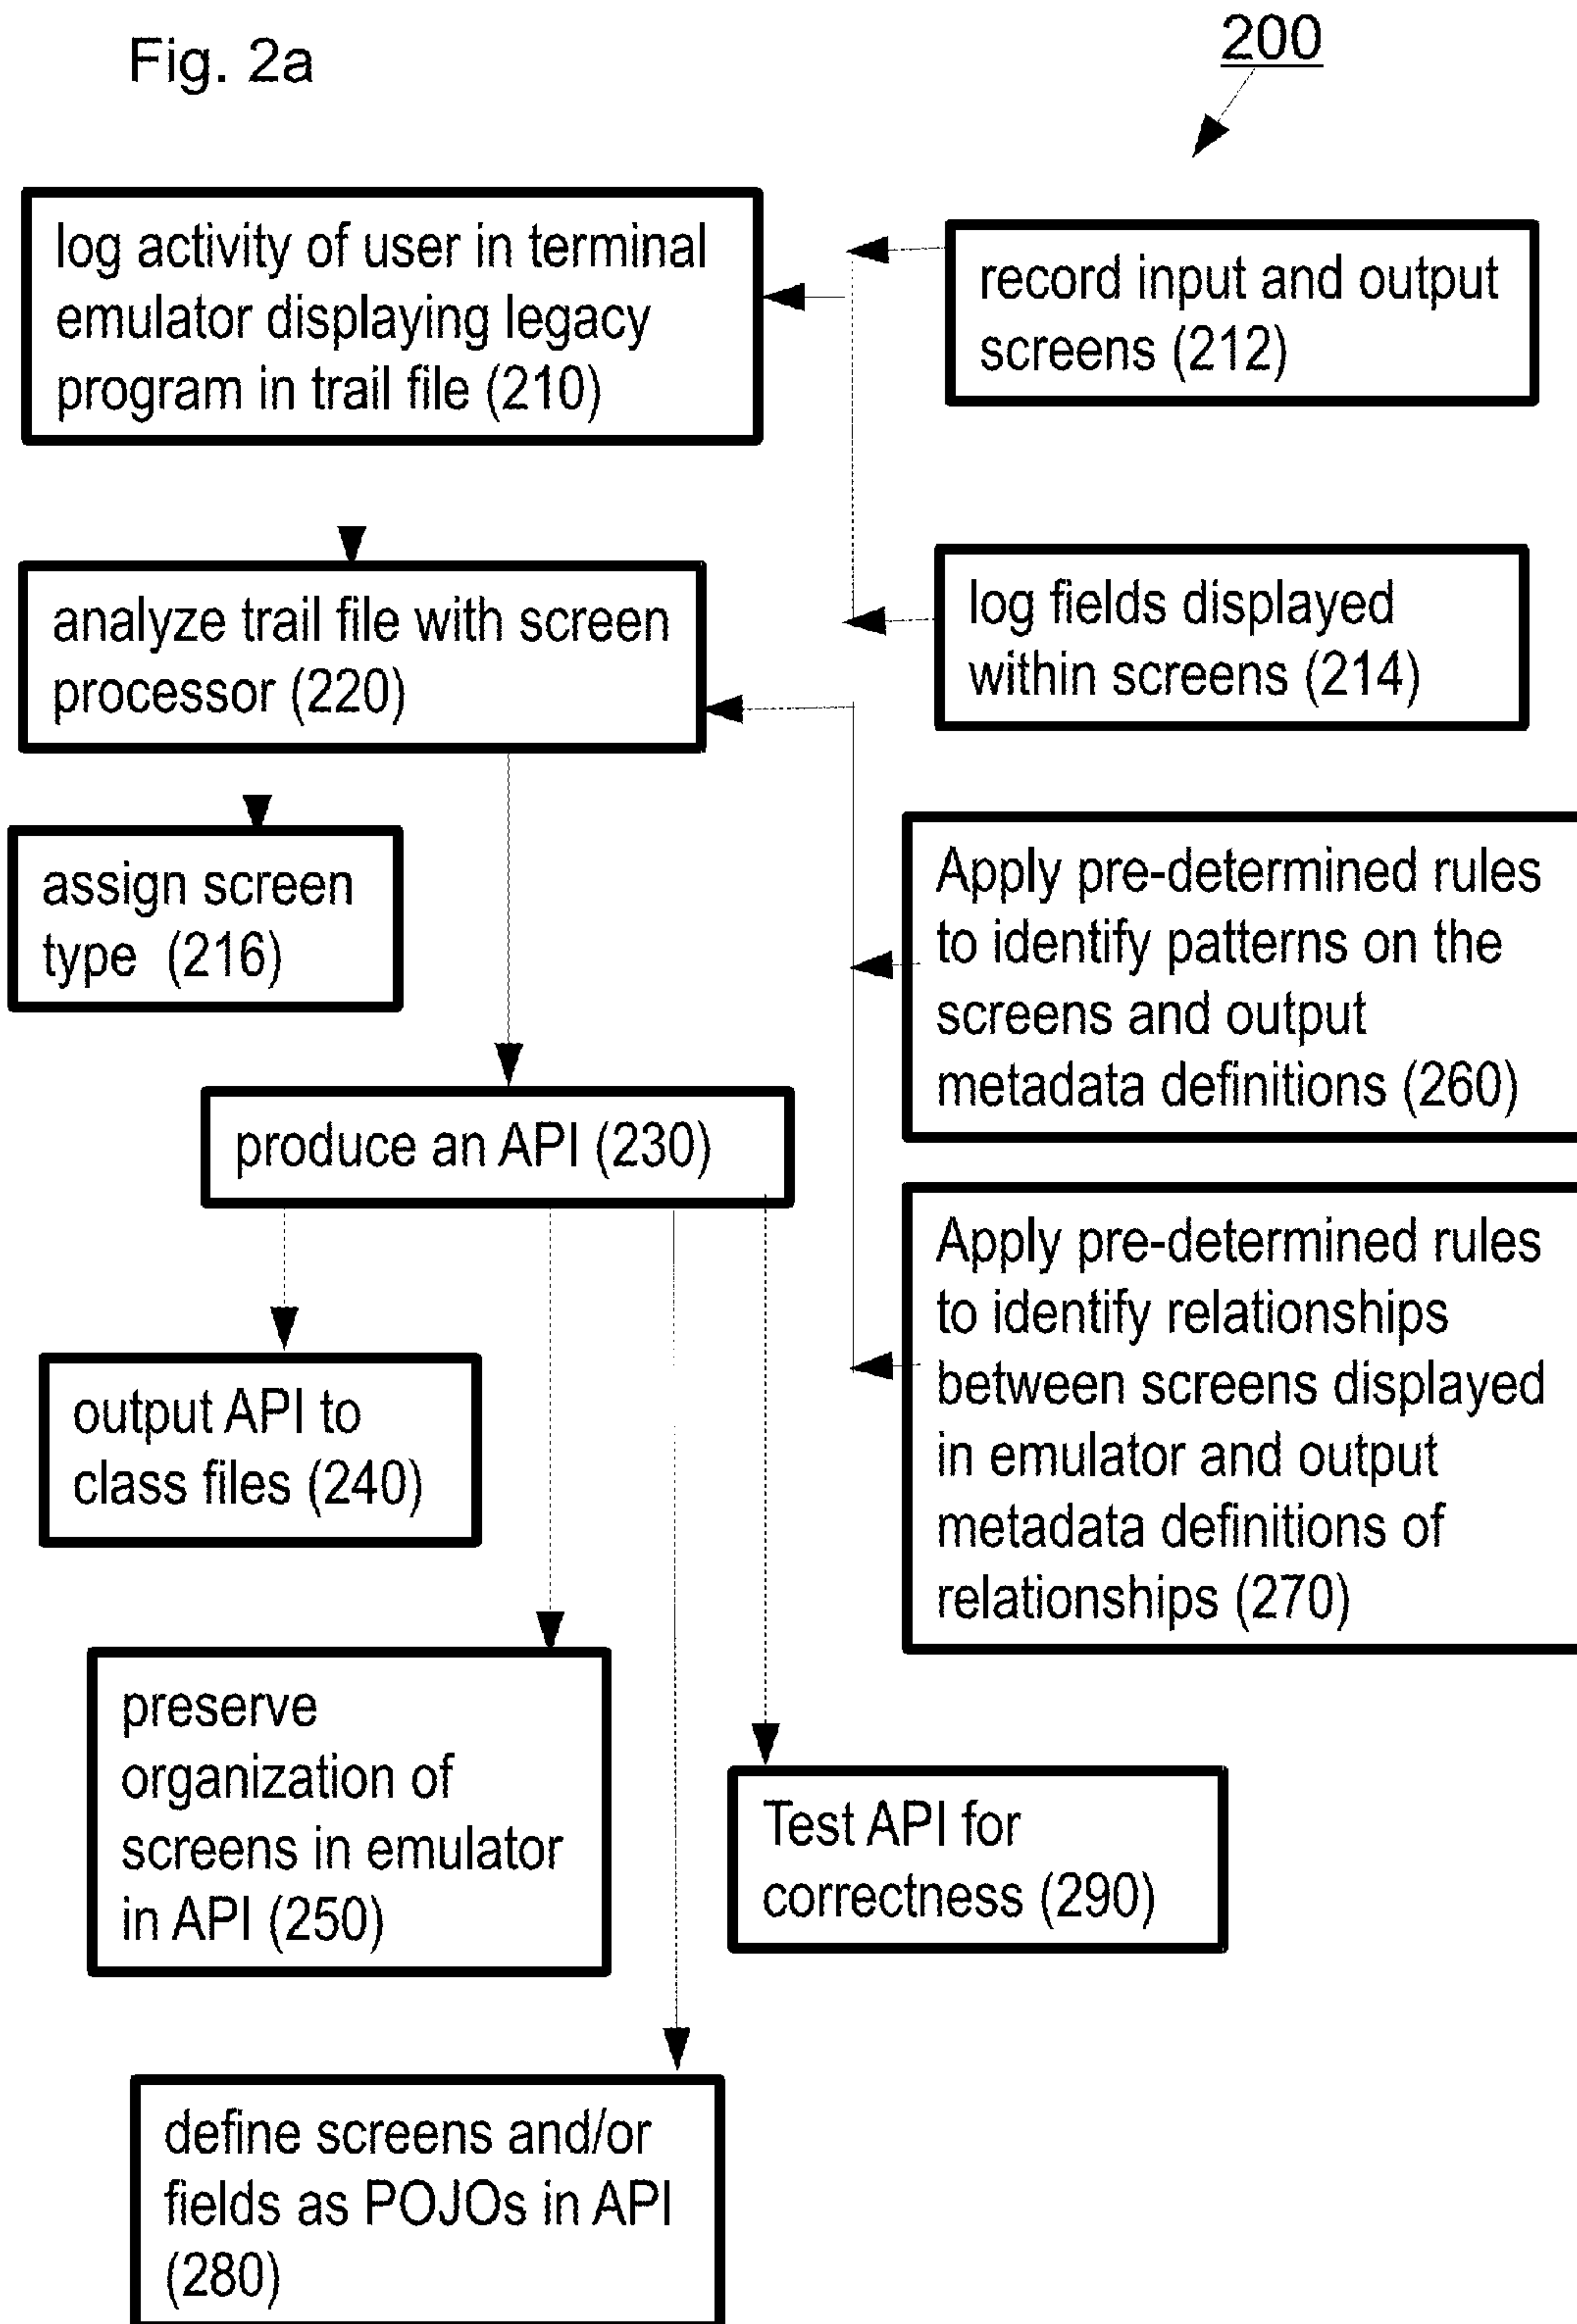 Fig. 2a
200
log activity of user in terminal
emulator displaying legacy
program in trail file (210)
record input and output
screens (212)
analyze trail file with screen
processor (220)
log fields displayed
within screens (214)
assign screen
type (216)
Apply pre-determined rules
to identify patterns on the
screens and output
metadata definitions (260)
produce an API (230)
Apply pre-determined rules
to identify relationships
between screens displayed
in emulator and output
metadata definitions of
relationships (270)
output API to
class files (240)
preserve
organization of
screens in emulator
in API (250)
Test API for
correctness (290)
define screens and/or
fields as POJOs in API
(280)